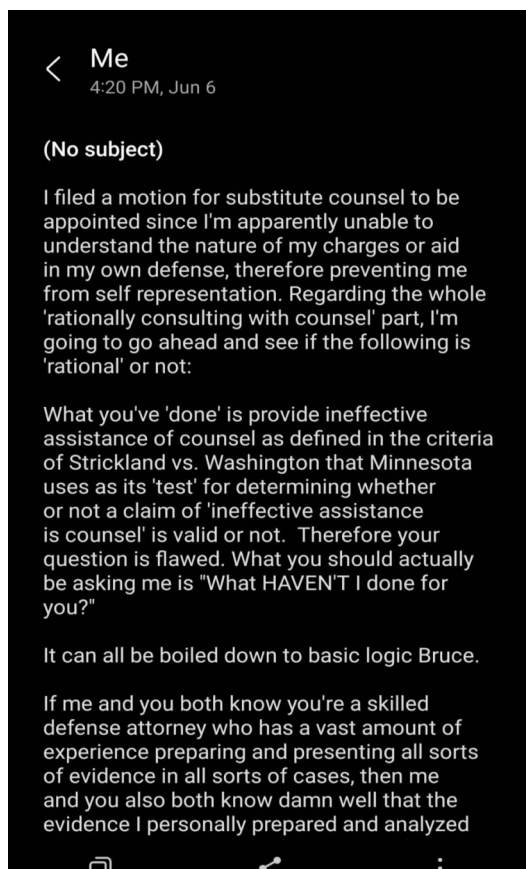 Me
4:20 PM, Jun 6
(No subject)
I filed a motion for substitute counsel to be
appointed since I'm apparently unable to
understand the nature of my charges or aid
in my own defense, therefore preventing me
from self representation. Regarding the whole
'rationally consulting with counsel' part, I'm
going to go ahead and see if the following is
'rational' or not:
What you've 'done' is provide ineffective
assistance of counsel as defined in the criteria
of Strickland vs. Washington that Minnesota
uses as its 'test' for determining whether
or not a claim of 'ineffective assistance
is counsel' is valid or not.  Therefore your
question is flawed. What you should actually
be asking me is "What HAVEN'T I done for
you?"
It can all be boiled down to basic logic Bruce.
If me and you both know you're a skilled
defense attorney who has a vast amount of
experience preparing and presenting all sorts
of evidence in all sorts of cases, then me
and you also both know damn well that the
evidence I personally prepared and analyzed